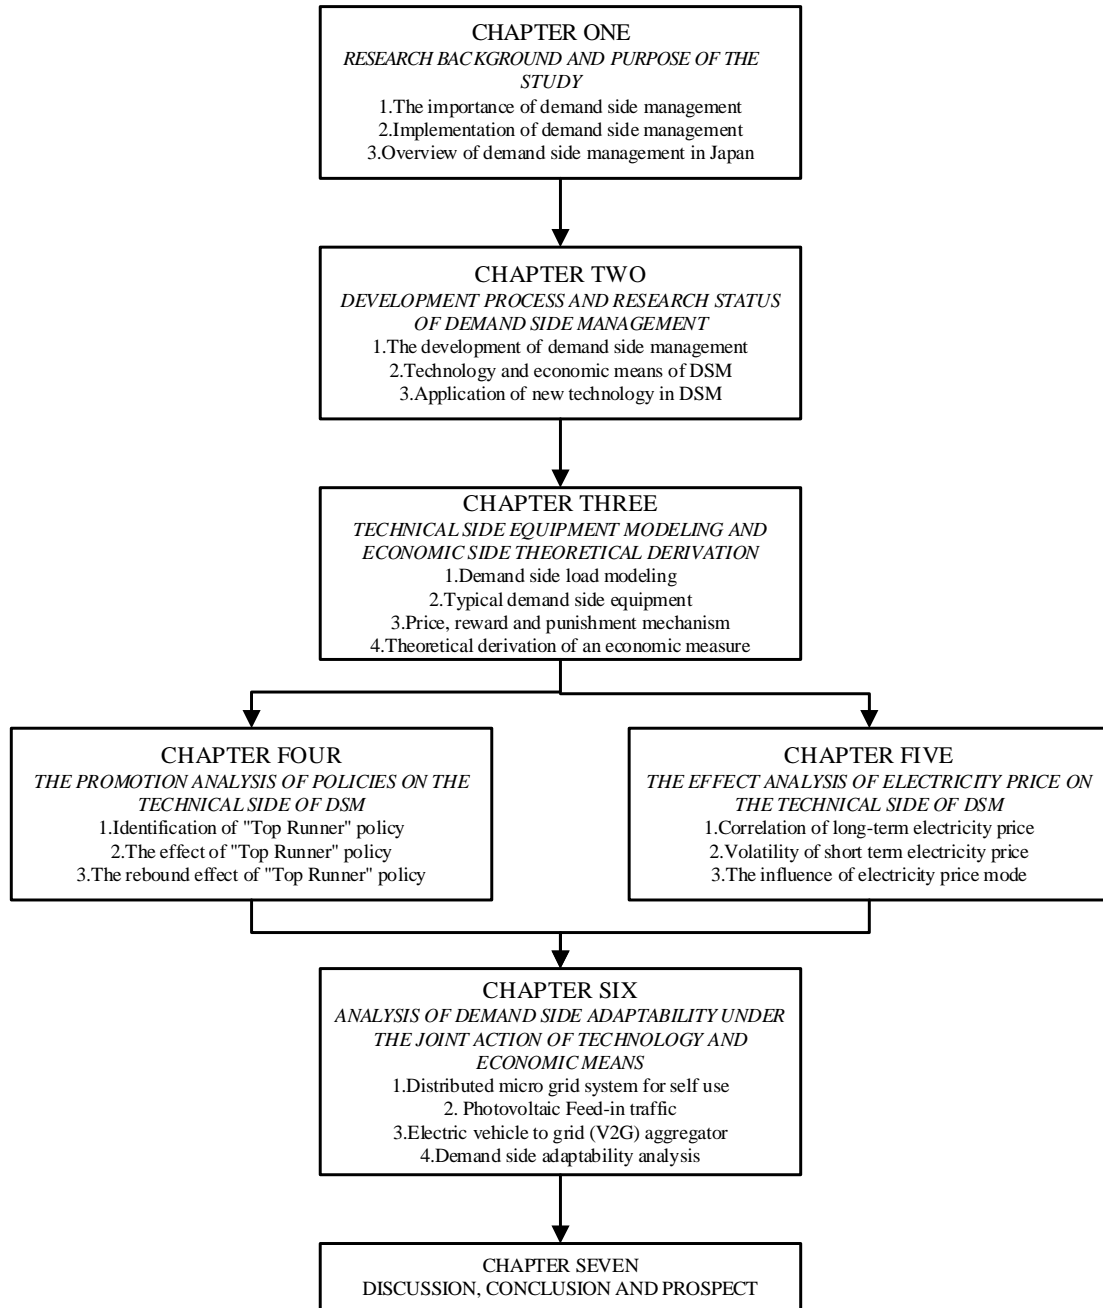 CHAPTER ONE
RESEARCH BACKGROUND AND PURPOSE OF THE
STUDY
1.The importance of demand side management
2.Implementation of demand side management
3.Overview of demand side management in Japan
CHAPTER TWO
DEVELOPMENT PROCESS AND RESEARCH STATUS
OF DEMAND SIDE MANAGEMENT
1.The development of demand side management
2.Technology and economic means of DSM
3.Application of new technology in DSM
CHAPTER THREE
TECHNICAL SIDE EQUIPMENT MODELING AND
ECONOMIC SIDE THEORETICAL DERIVATION
1.Demand side load modeling
2.Typical demand side equipment
3.Price, reward and punishment mechanism
4.Theoretical derivation of an economic measure
CHAPTER FOUR
THE PROMOTION ANALYSIS OF POLICIES ON THE
TECHNICAL SIDE OF DSM
1.Identification of "Top Runner" policy
2.The effect of "Top Runner" policy
3.The rebound effect of "Top Runner" policy
CHAPTER FIVE
THE EFFECT ANALYSIS OF ELECTRICITY PRICE ON
THE TECHNICAL SIDE OF DSM
1.Correlation of long-term electricity price
2.Volatility of short term electricity price
3.The influence of electricity price mode
CHAPTER SIX
ANALYSIS OF DEMAND SIDE ADAPTABILITY UNDER
THE JOINT ACTION OF TECHNOLOGY AND
ECONOMIC MEANS
1.Distributed micro grid system for self use
2. Photovoltaic Feed-in traffic
3.Electric vehicle to grid (V2G) aggregator
4.Demand side adaptability analysis
CHAPTER SEVEN
DISCUSSION, CONCLUSION AND PROSPECT